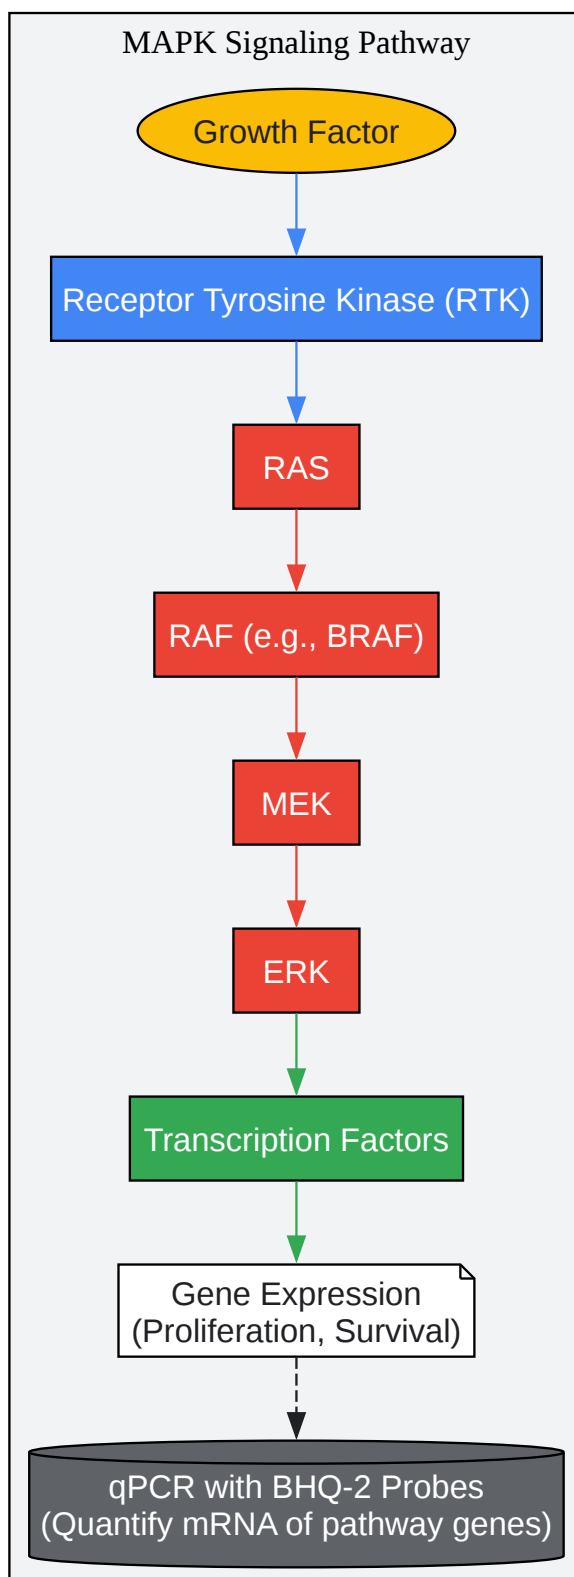 MAPK Signaling Pathway
Growth Factor
Receptor Tyrosine Kinase (RTK)
RAS
RAF (e.g., BRAF)
MEK
ERK
Transcription Factors
Gene Expression
(Proliferation, Survival)
qPCR with BHQ-2 Probes
(Quantify mRNA of pathway genes)